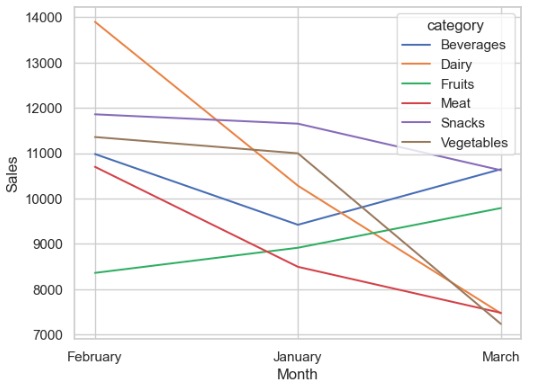 14000
13000
12000
11000
10000
9000
8000
7000
Sales
category
Beverages
Dairy
Fruits
Meat
Snacks
Vegetables
February
January
March
Month